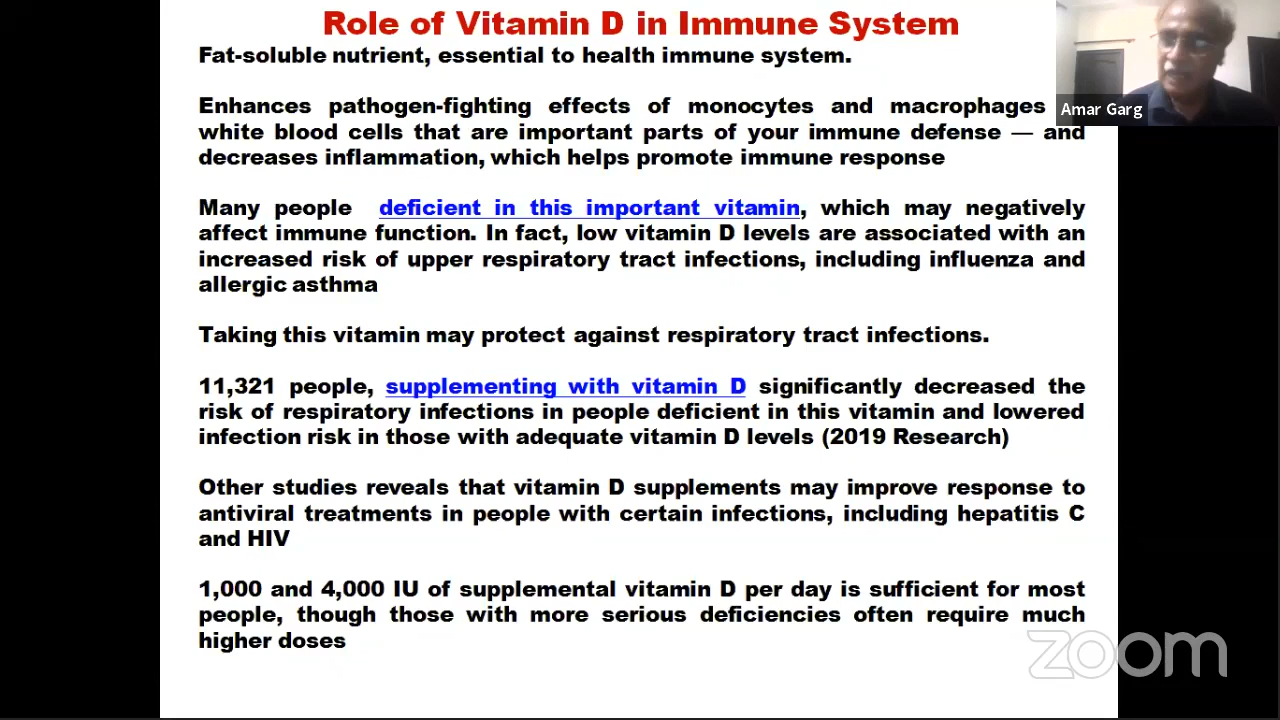 Role of Vitamin D in Immune System
Fat-soluble nutrient, essential to health immune system.
Enhances pathogen-fighting effects of monocytes and macrophages
white blood cells that are important parts of your immune defense — and
decreases inflammation, which helps promote immune response
Many people deficient in this important vitamin, which may negatively
affect immune function. In fact, low vitamin D levels are associated with an
increased risk of upper respiratory tract infections, including influenza and
allergic asthma
Taking this vitamin may protect against respiratory tract infections.
11,321 people, supplementing with vitamin D significantly decreased the
risk of respiratory infections in people deficient in this vitamin and lowered
infection risk in those with adequate vitamin D levels (2019 Research)
Other studies reveals that vitamin D supplements may improve response to
antiviral treatments in people with certain infections, including hepatitis C
and HIV
1,000 and 4,000 IU of supplemental vitamin D per day is sufficient for most
people, though those with more serious deficiencies often require much
higher doses
Amar Garg
zoom